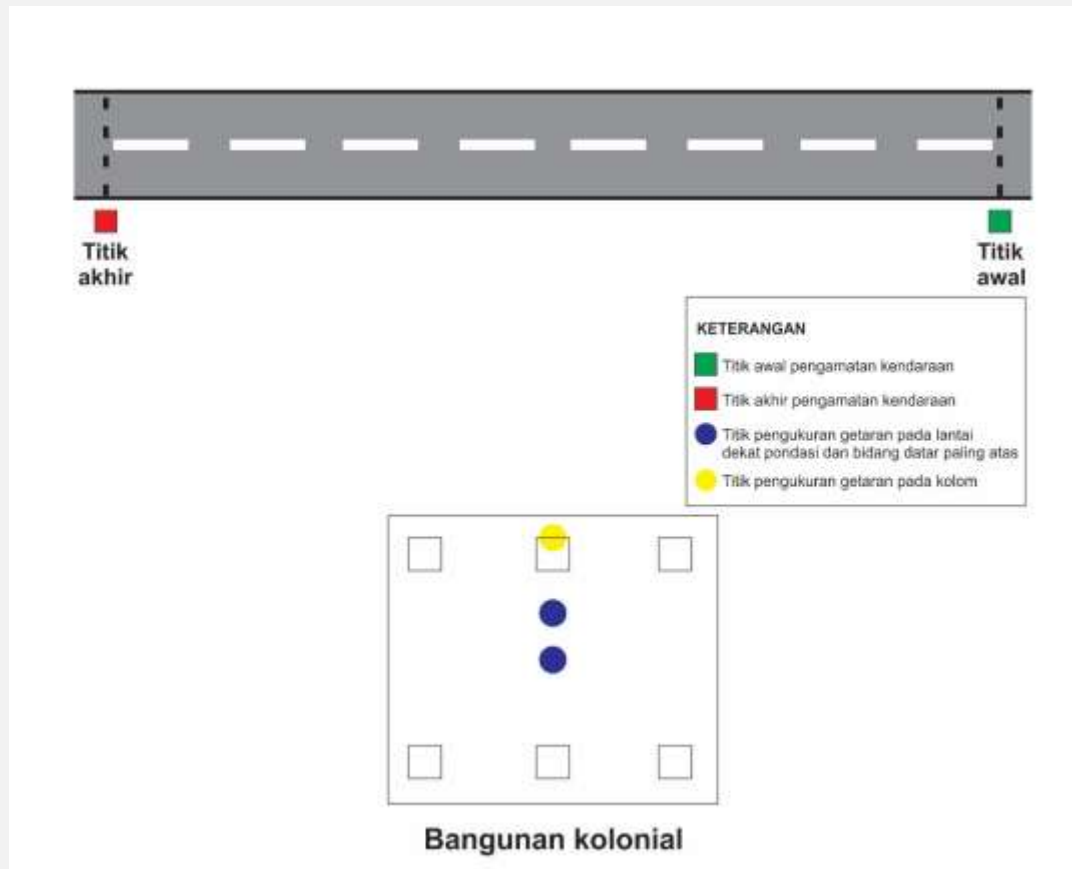 Titik
akhir
Titik
awal
KETERANGAN
Titik awal pengamatan kendaraan
Titik akhir pengamatan kendaraan
Titik pengukuran getaran pada lantai
dekat pondasi dan bidang datar paling atas
Titik pengukuran getaran pada kolom
Bangunan kolonial